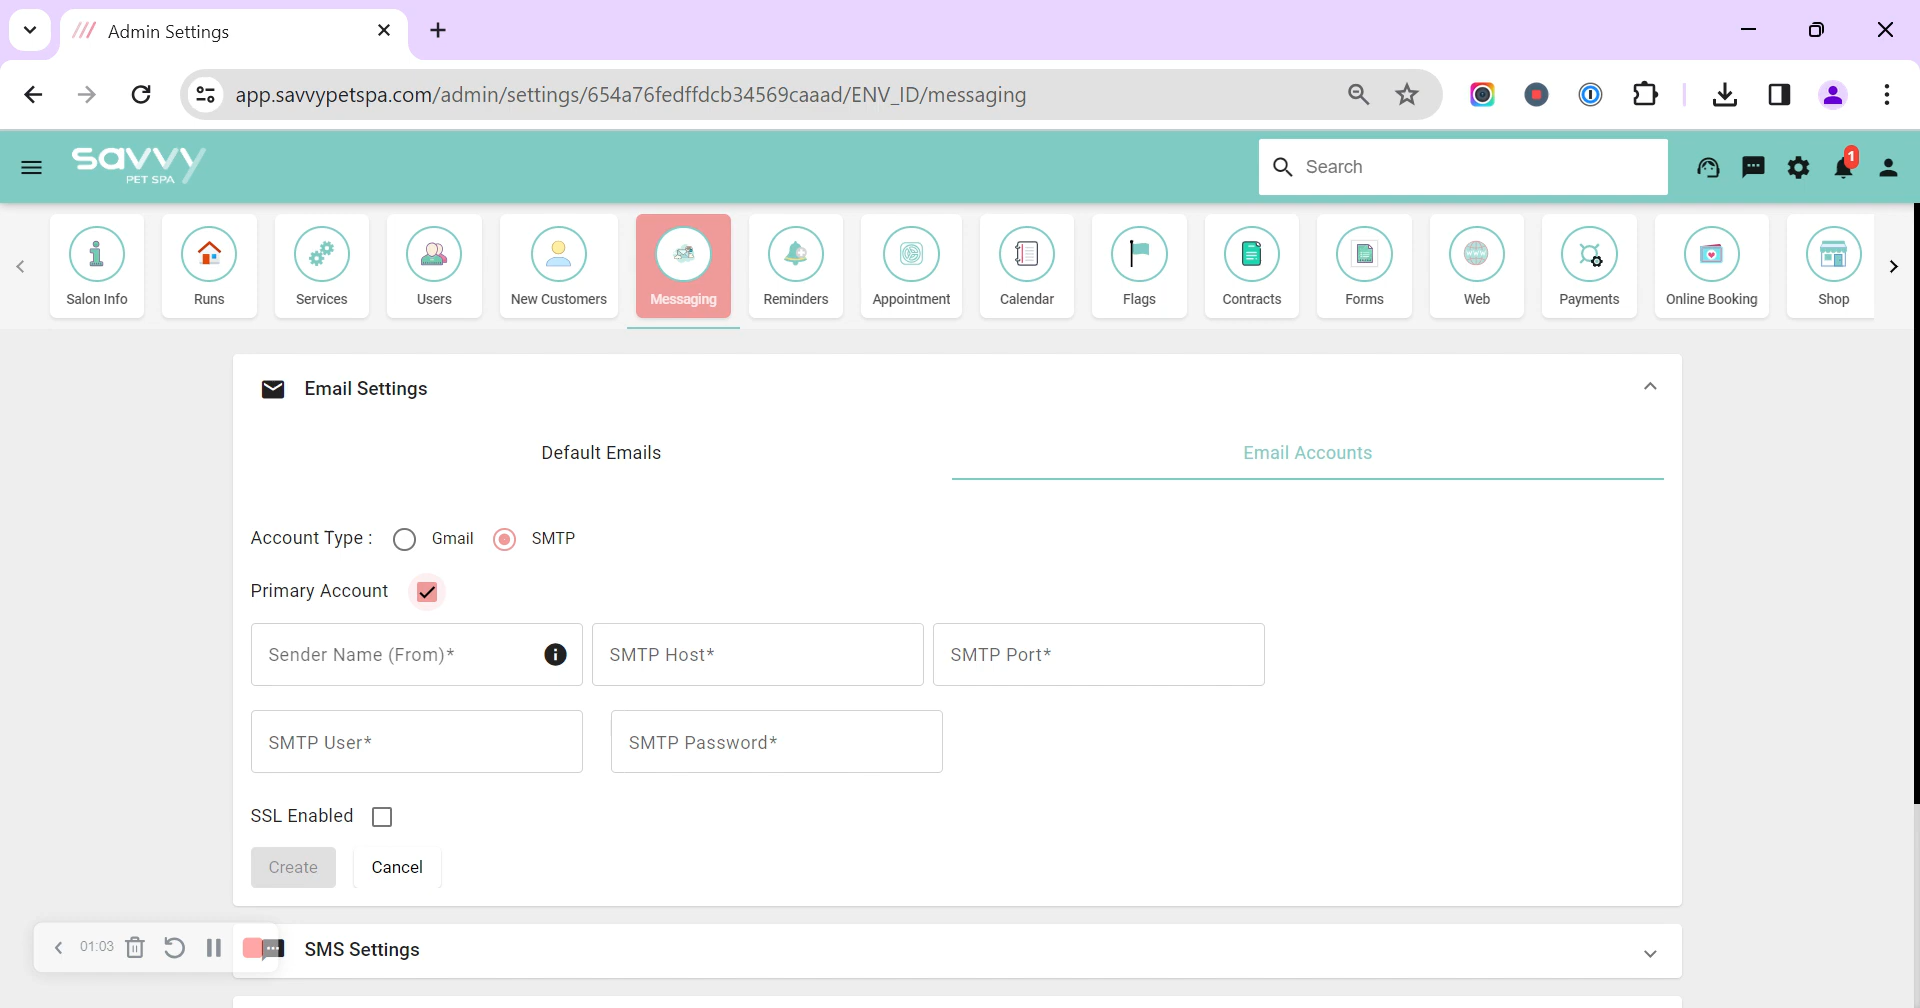 Admin Settings
app.savvypetspa.com/admin/settings/654a76fedffdcb34569caaad/ENV_ID/messaging
savvy
PET SPA
Search
1
Salon Info
Runs
Services
Users
New Customers
Messaging
Reminders
Appointment
Calendar
Flags
Contracts
Forms
Web
Payments
Online Booking
Shop
Email Settings
Default Emails
Email Accounts
Account Type :
Gmail
SMTP
Primary Account
Sender Name (From)*
SMTP Host*
SMTP Port*
SMTP User*
SMTP Password*
SSL Enabled
Create
Cancel
01:03
SMS Settings